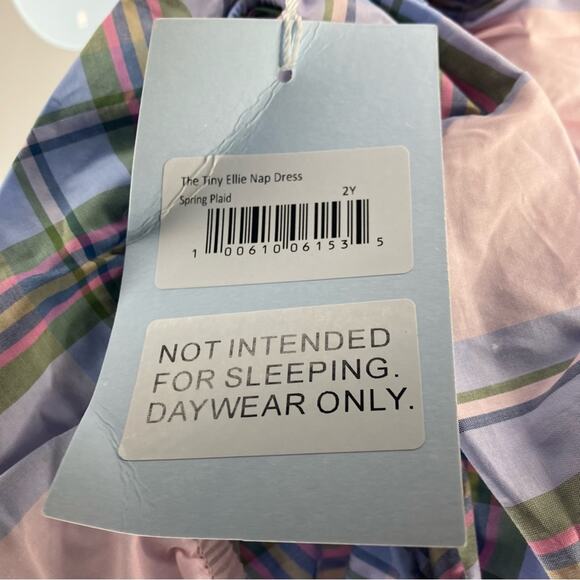 The Tiny Ellie Nap Dress
Spring Plaid 2Y
1 00610 06153 5
NOT INTENDED
FOR SLEEPING.
DAYWEAR ONLY.